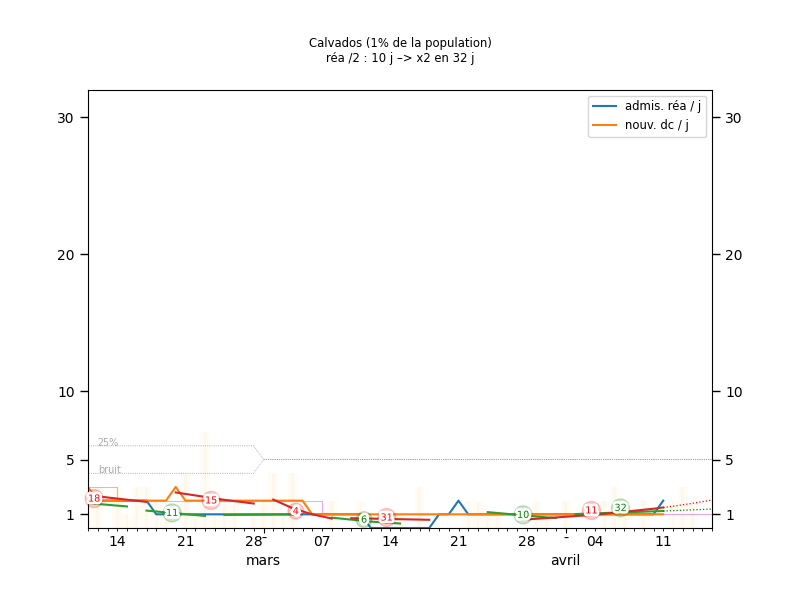 Calvados (1% de la population)
réa /2 : 10 j –> x2 en 32 j
admis. réa / j
nouv. dc / j
30 30
20 20
10 10
5 5
1 1
25%
bruit
18 11 15 4 6 31 10 11 32
14 21 28 07 14 21 28 04 11
mars avril